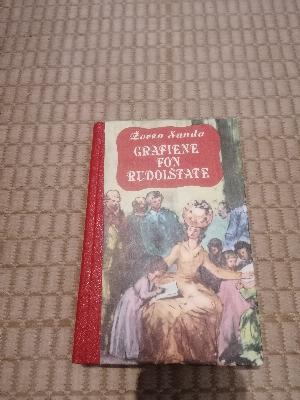 Žorža Sanda
GRAFIENE
FON
RUDOLŠTATE